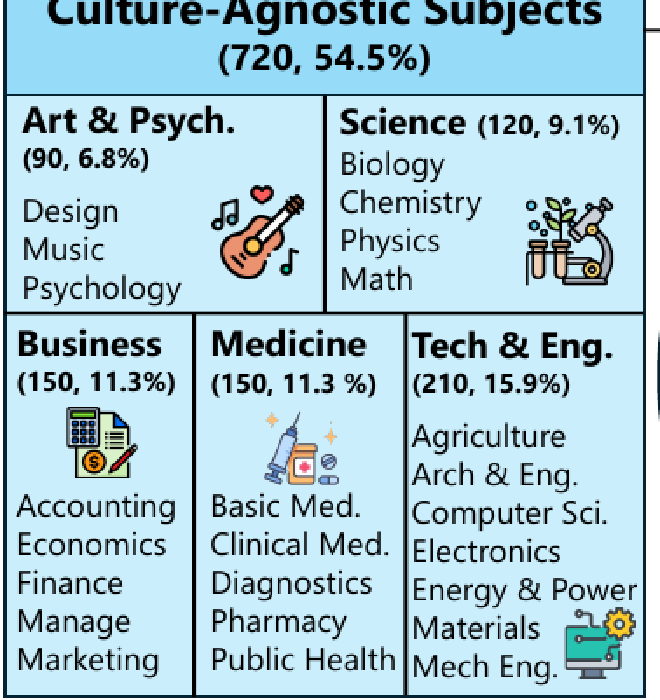 Culture-Agnostic Subjects
(720, 54.5%)
Art & Psych.
(90, 6.8%)
Design
Music
Psychology
Science (120, 9.1%)
Biology
Chemistry
Physics
Math
Business
(150, 11.3%)
Accounting
Economics
Finance
Manage
Marketing
Medicine
(150, 11.3 %)
Basic Med.
Clinical Med.
Diagnostics
Pharmacy
Public Health
Tech & Eng.
(210, 15.9%)
Agriculture
Arch & Eng.
Computer Sci.
Electronics
Energy & Power
Materials
Mech Eng.